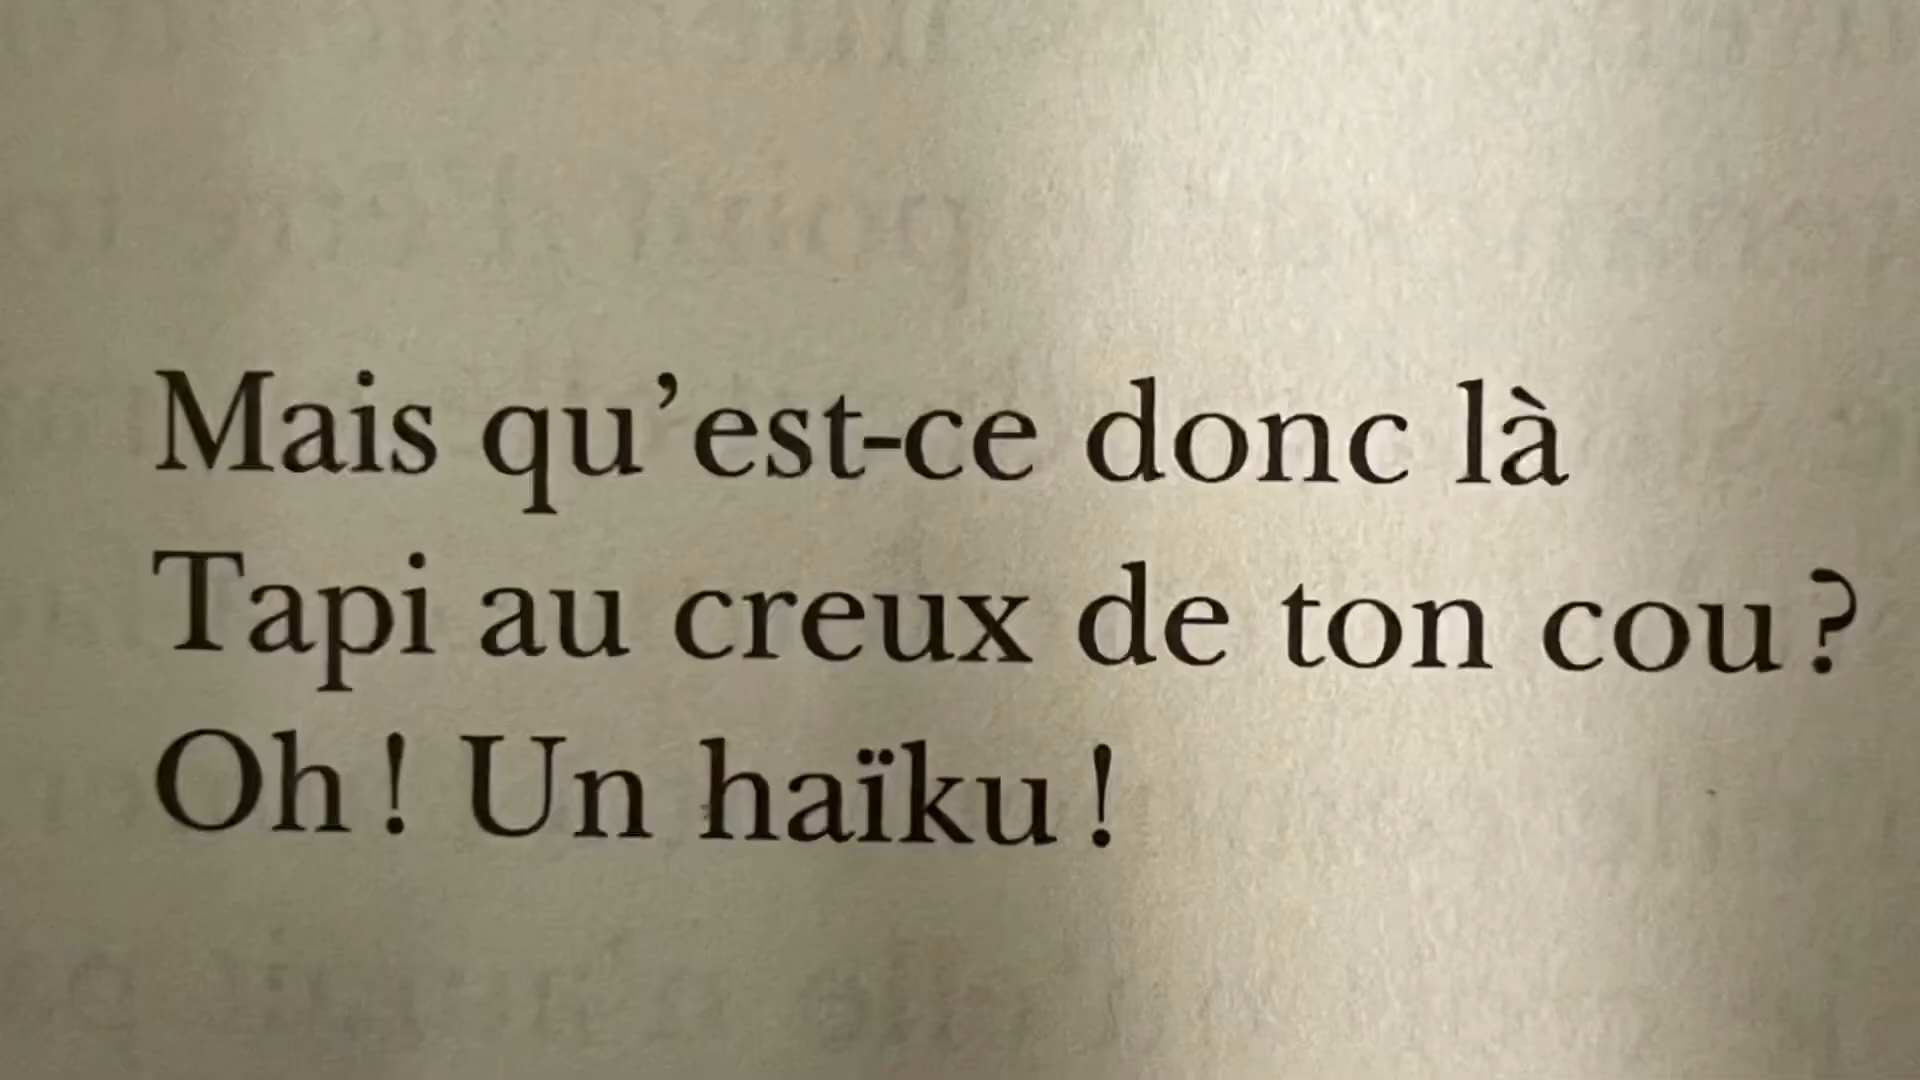 Mais qu’est-ce donc là
Tapi au creux de ton cou ?
Oh ! Un haïku !